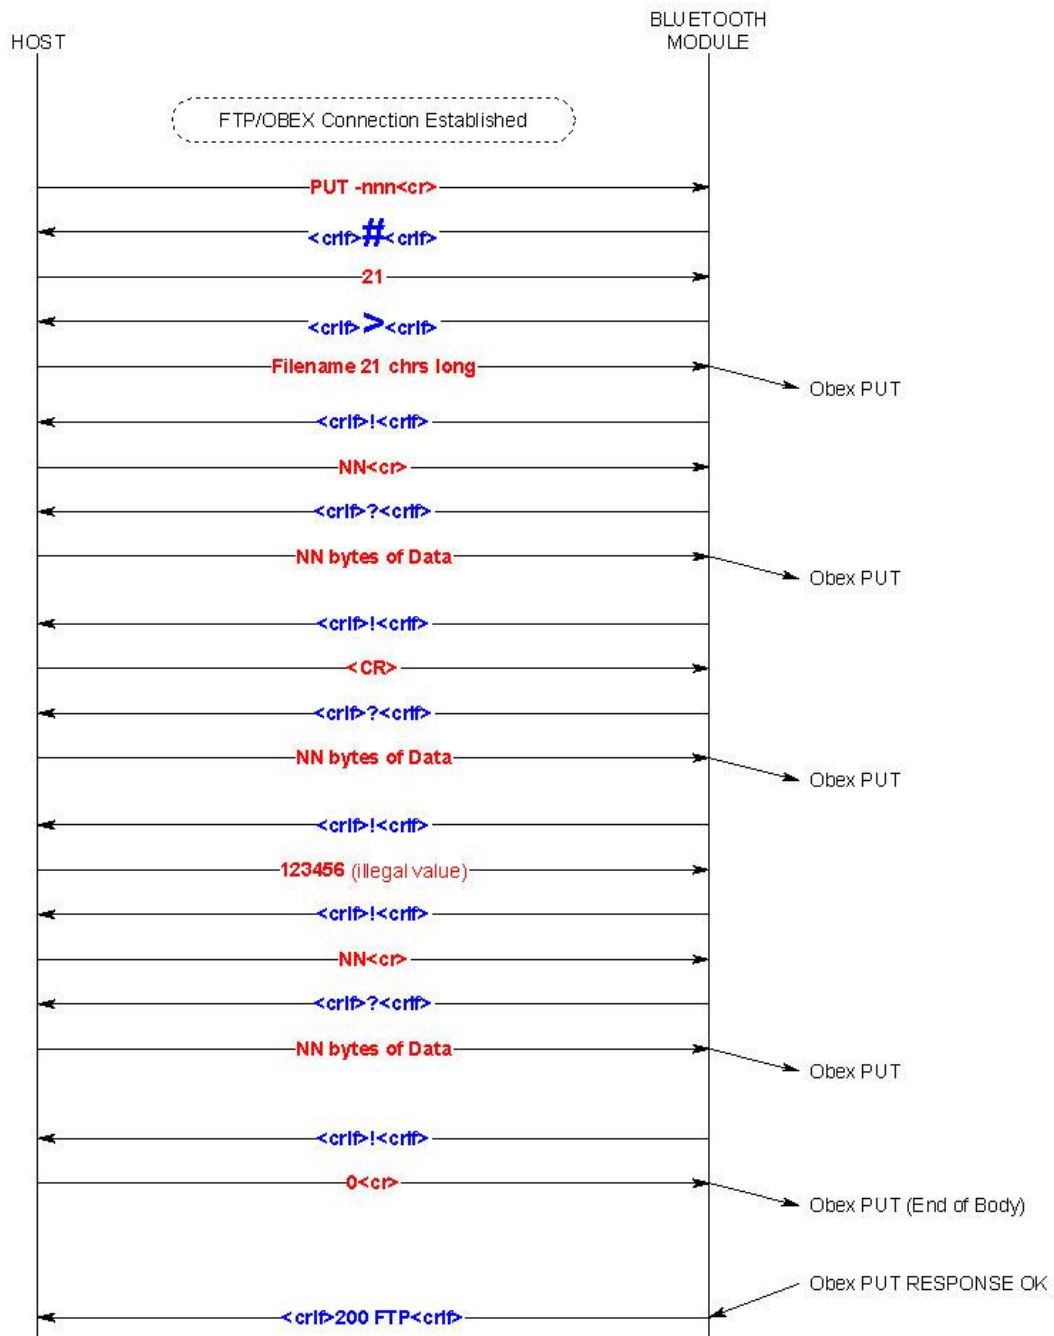 HOST
BLUETOOTH
MODULE
FTP/OBEX Connection Established
PUT -nnn<cr>
<crlf>#<crlf>
21
<crlf>><crlf>
Filename 21 chrs long
Obex PUT
<crlf>!<crlf>
NN<cr>
<crlf>?<crlf>
NN bytes of Data
Obex PUT
<crlf>!<crlf>
<CR>
<crlf>?<crlf>
NN bytes of Data
Obex PUT
<crlf>!<crlf>
123456 (illegal value)
<crlf>!<crlf>
NN<cr>
<crlf>?<crlf>
NN bytes of Data
Obex PUT
<crlf>!<crlf>
0<cr>
Obex PUT (End of Body)
Obex PUT RESPONSE OK
<crlf>200 FTP<crlf>